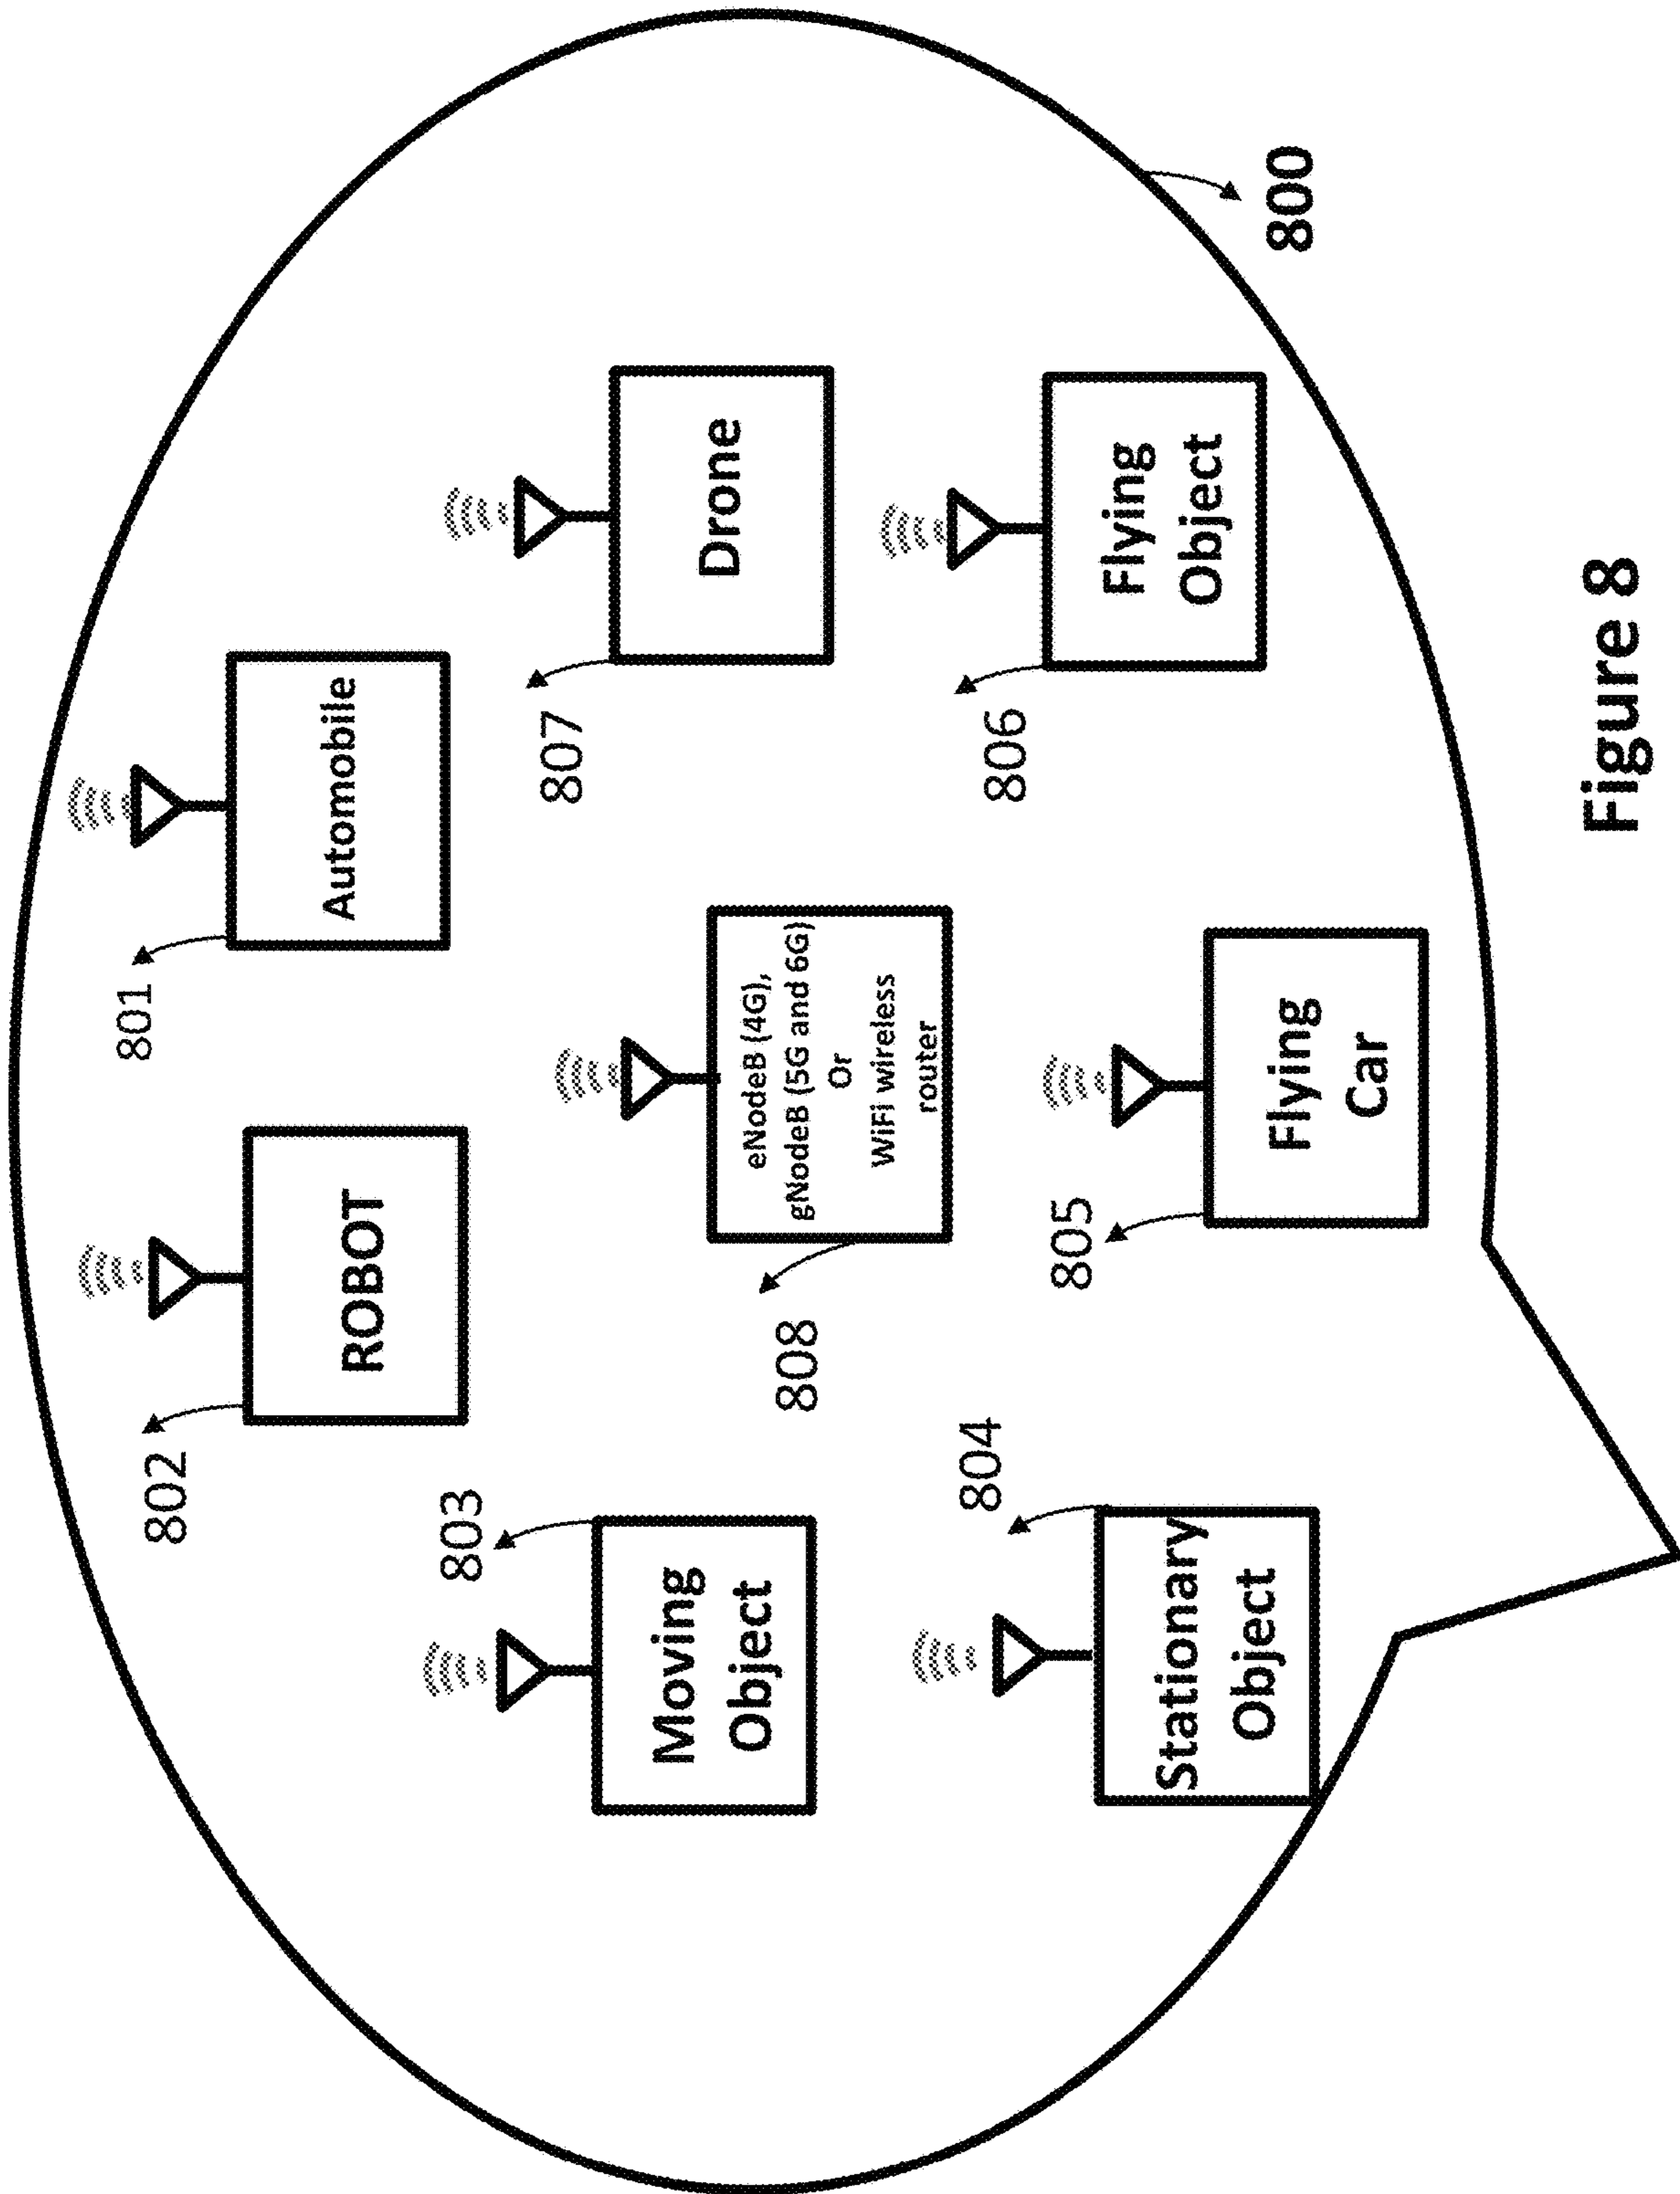 802
ROBOT
801
Automobile
803
Moving
Object
807
Drone
808
eNodeB (4G),
gNodeB (5G and 6G)
Or
WiFi wireless
router
804
Stationary
Object
805
Flying
Car
806
Flying
Object
800
Figure 8